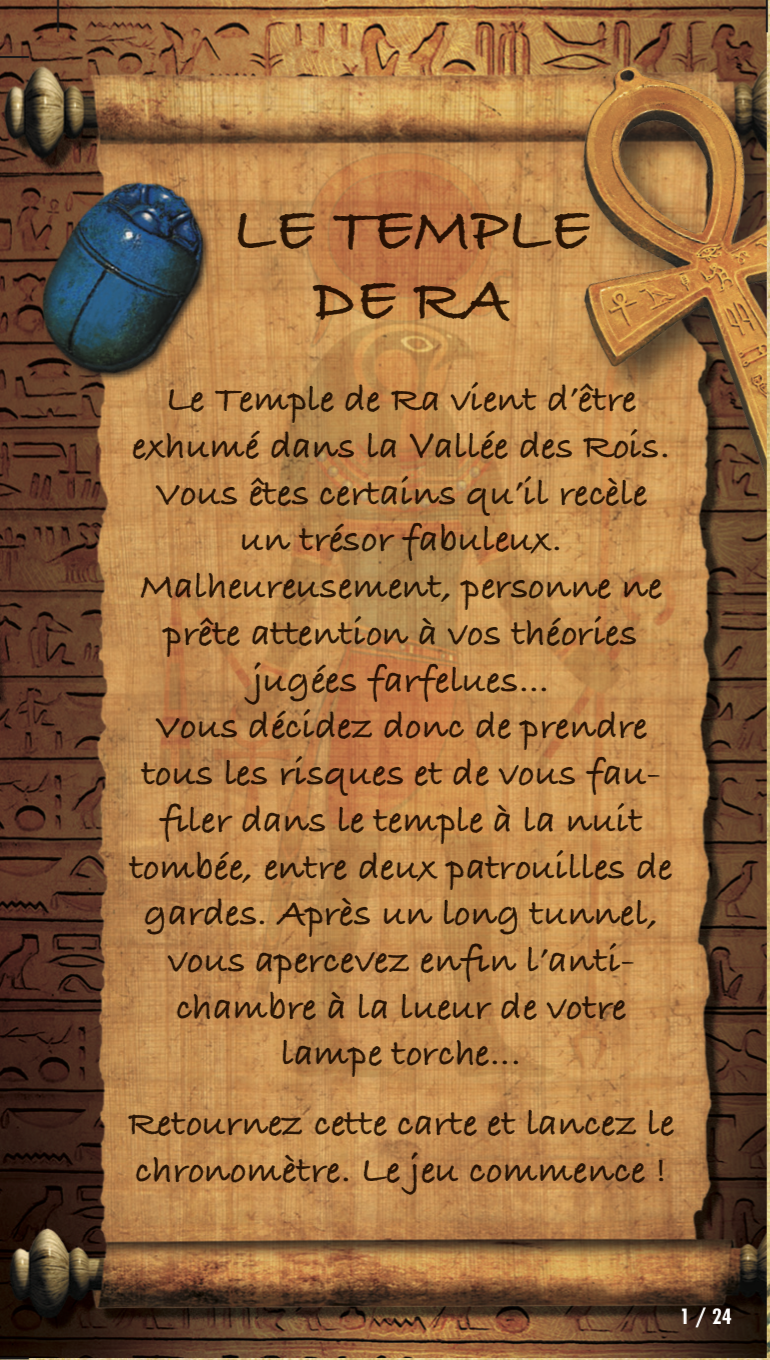 LE TEMPLE
DE RA
Le Temple de Ra vient d'être
exhumé dans la Vallée des Rois.
Vous êtes certains qu'il recèle
un trésor fabuleux.
Malheureusement, personne ne
prête attention à vos théories
jugées farfelues...
Vous décidez donc de prendre
tous les risques et de vous fau-
filer dans le temple à la nuit
tombée, entre deux patrouilles de
gardes. Après un long tunnel,
vous apercevez enfin l'anti-
chambre à la lueur de votre
lampe torche...
Retournez cette carte et lancez le
chronomètre. Le jeu commence !
1 / 24